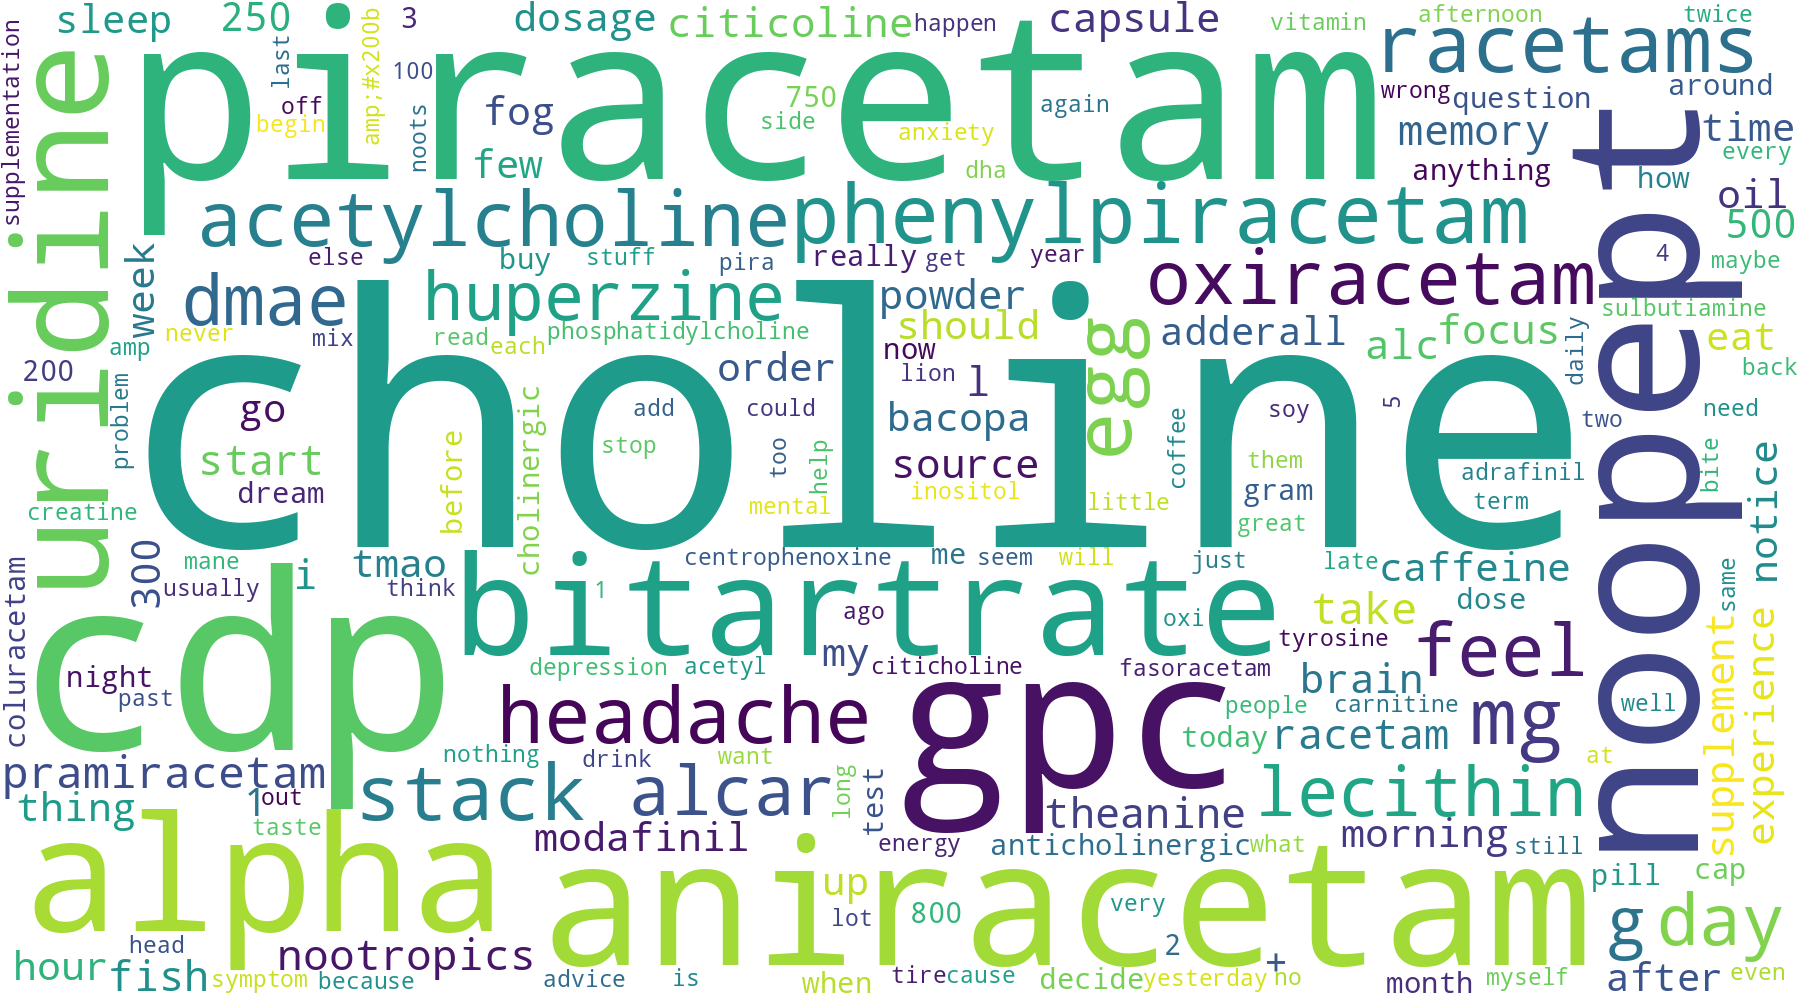 sleep 250 3 dosage citicoline happen capsule vitamin afternoon twice
supplementation
uridine
last
piracetam
racetams
100
off
begin
amp;#x200b
noots
fog
few
750
side
again
anxiety
dha
wrong question around
memory time
anything every
how
oil
500
noopept
4
maybe
acetylcholine phenylpiracetam
week
else buy stuff pira really get year
oxiracetam
dmae huperzine powder
sulbutiamine
never mix read each phosphatidylcholine should
egg
adderall alc focus daily eat
amp
200
problem
order now lion l
back
choline
go
add could
bacopa
soy
5
two need
start
dream
before
cholinergic
stop
too
help
source
coffee
them
gram
adrafinil
term
bite
notice
creatine
mental inositol little
great
coluracetam
300
mane
usually
i
tmao
think
centrophenoxine me seem will just late caffeine
same
cdp
bitartrate
1
ago
oxi
take
dose
supplement
experience
night
past
depression acetyl my citicholine
tyrosine
fasoracetam
feel
brain
headache
gpc
people carnitine
mg
well
today racetam
nothing drink want
at
pramiracetam
stack alcar
long
test
lecithin
thing
1
out
theanine
taste
modafinil energy anticholinergic what morning still
alpha
aniracetam
up
lot
800
very
2
pill cap
g day
head
nootropics
hour fish
symptom because advice is when tire cause decide yesterday no
+
month myself after even